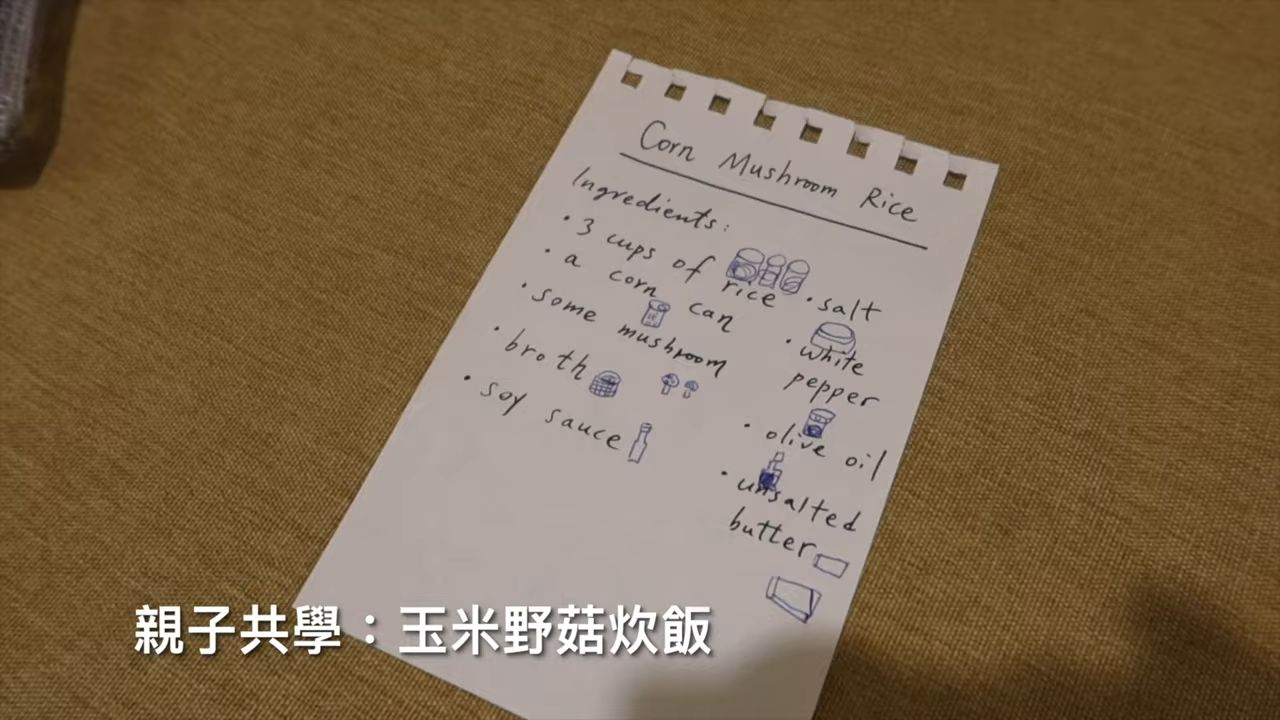 Corn Mushroom Rice
Ingredients:
• 3 cups of rice
• a corn can
• some mushroom
• broth
• soy sauce
• salt
• white
pepper
• olive oil
• unsalted
butter
親子共學：玉米野菇炊飯